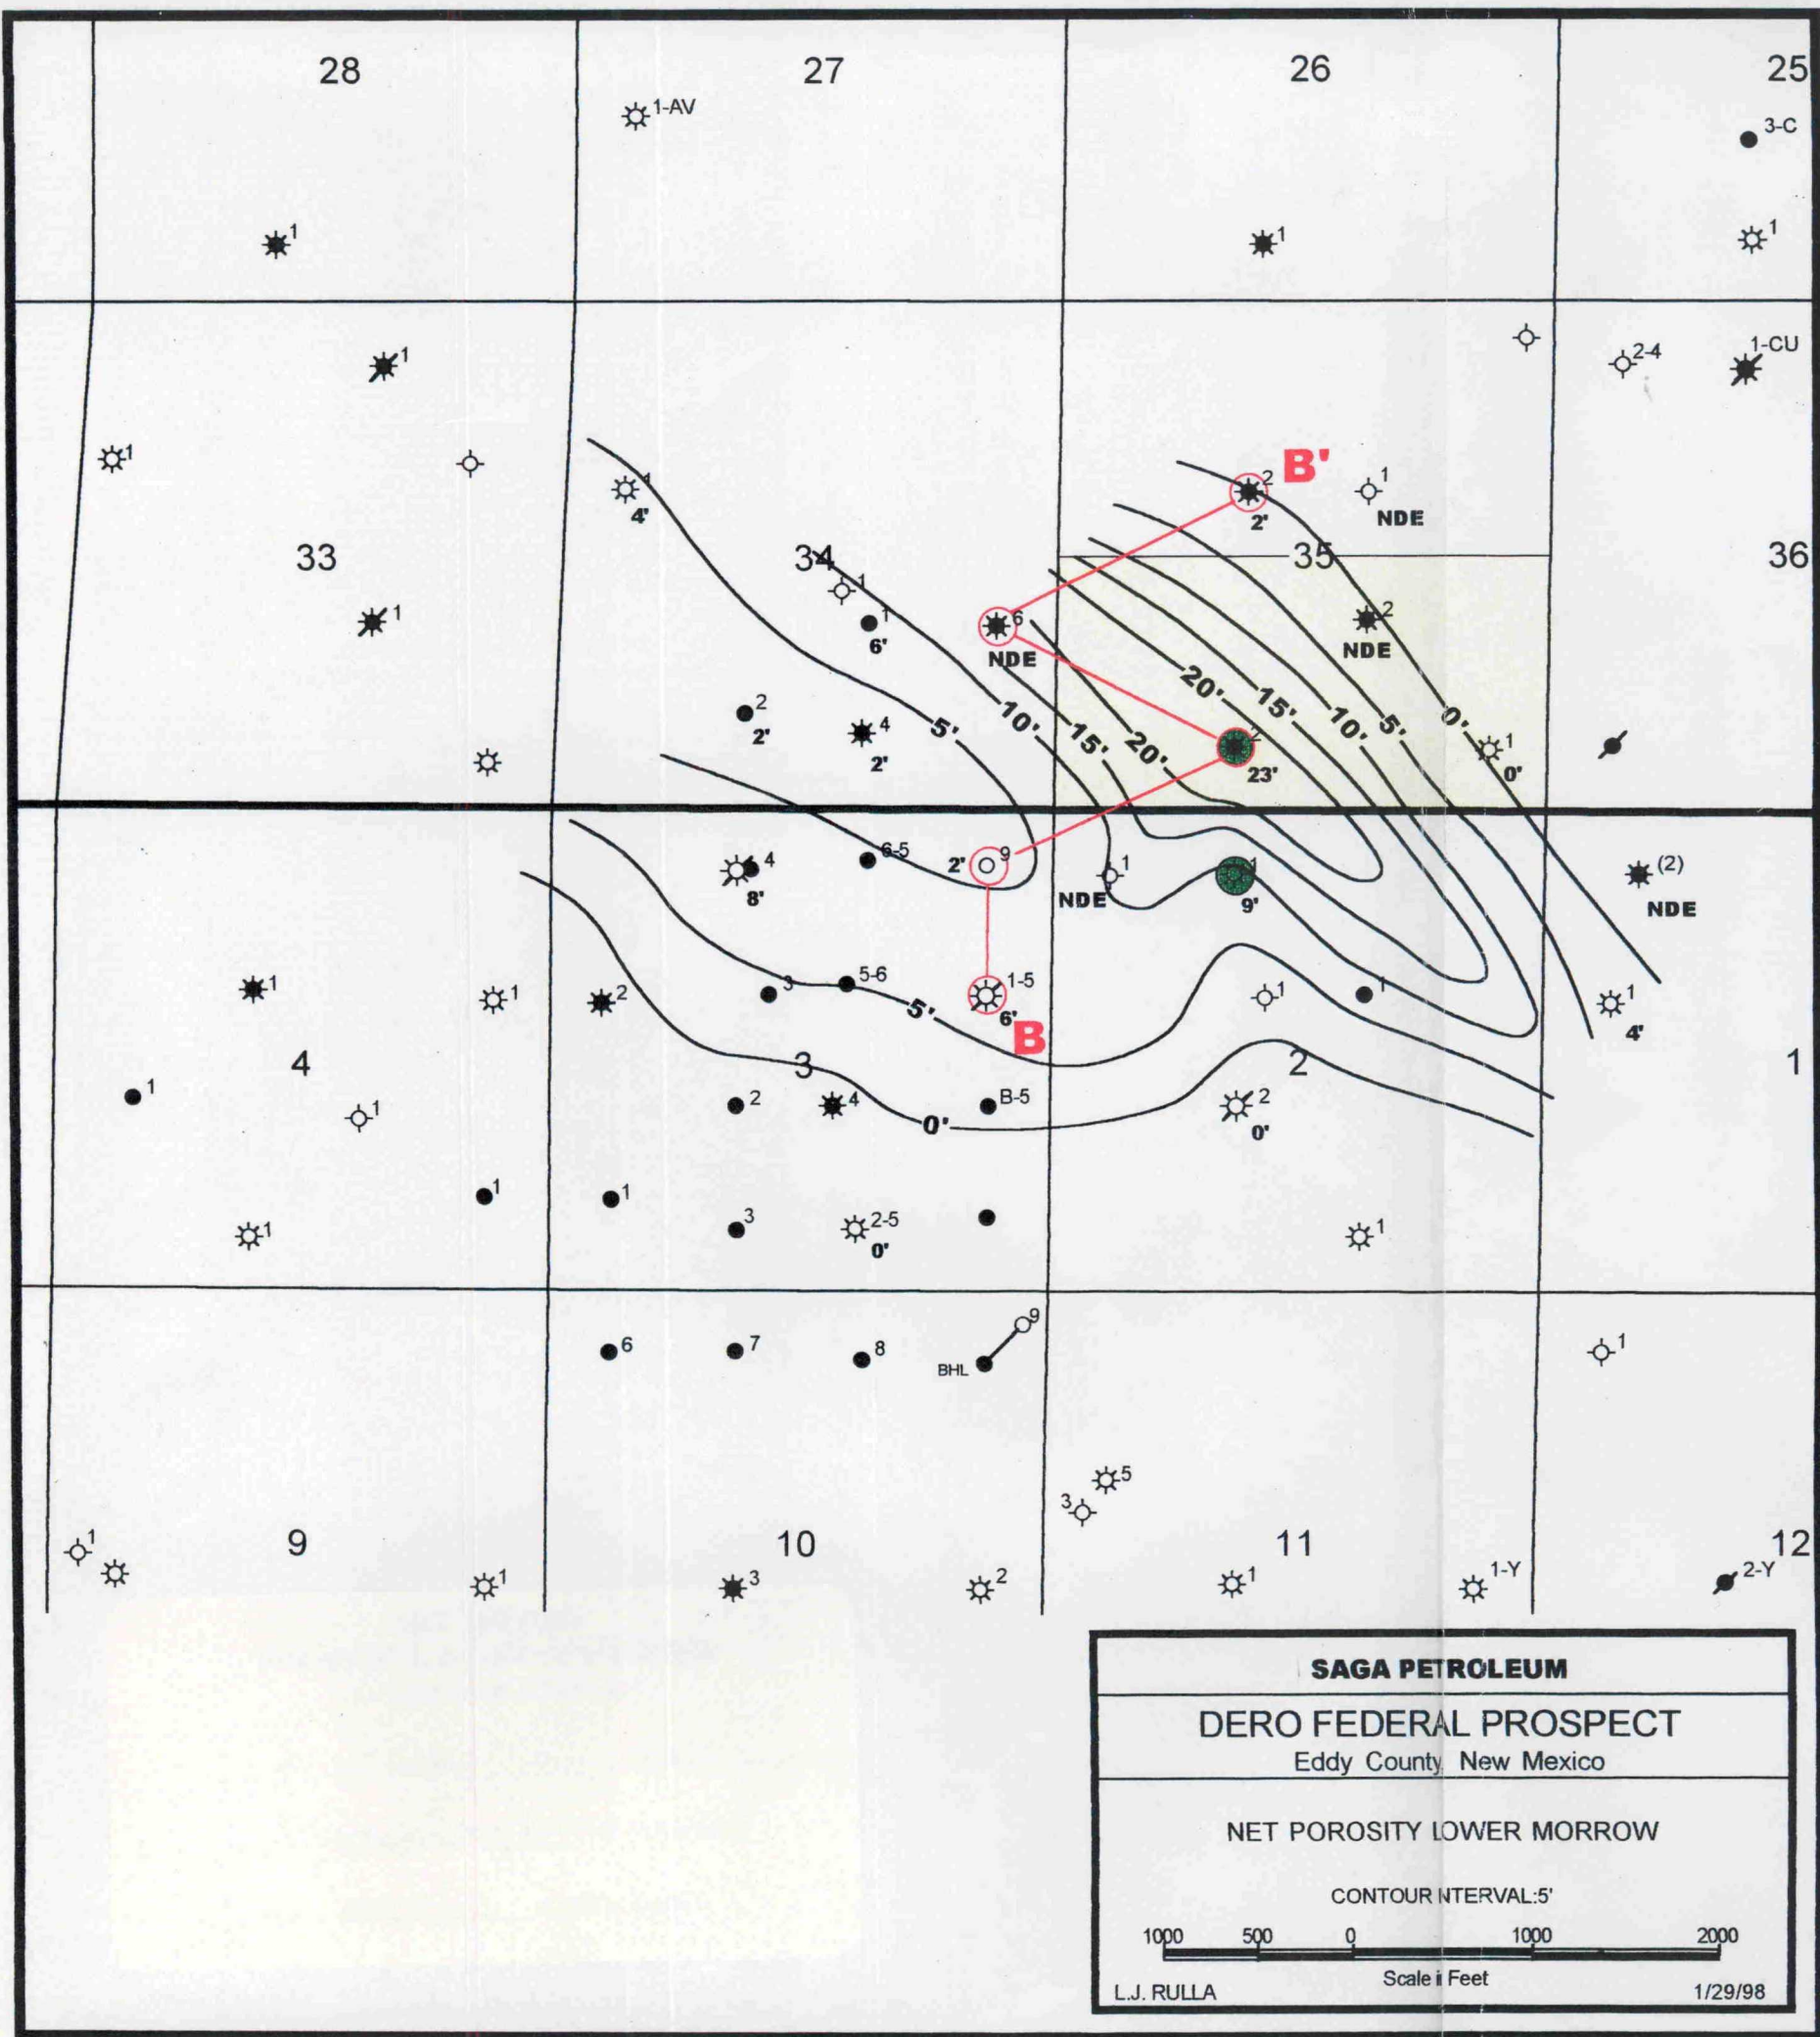 28 27 26 25
1-AV
3-C
1 1 1
1 1-CU
2-4
1
1 B' 2 1
4' 2' NDE
33 34 35 36
1
1 1 6 2
6' NDE NDE
20' 15' 10' 5' 0'
2 4 5' 10' 15' 20' 2 1
2' 2' 23' 0'
4 6-5 2' 9 1 1 (2)
8' NDE 9' NDE
1 1 2 3 5-6 1-5 1 1 1
5' 6' B 4'
4 3 2 1
1 1 2 4 B-5 2
0' 0'
1 1
1 3 2-5 1
0'
9
6 7 8 1
BHL
5
3
1 9 10 11 12
1 3 2 1 1-Y 2-Y
SAGA PETROLEUM
DERO FEDERAL PROSPECT
Eddy County, New Mexico
NET POROSITY LOWER MORROW
CONTOUR NTERVAL:5'
1000 500 0 1000 2000
Scale i Feet
L.J. RULLA 1/29/98